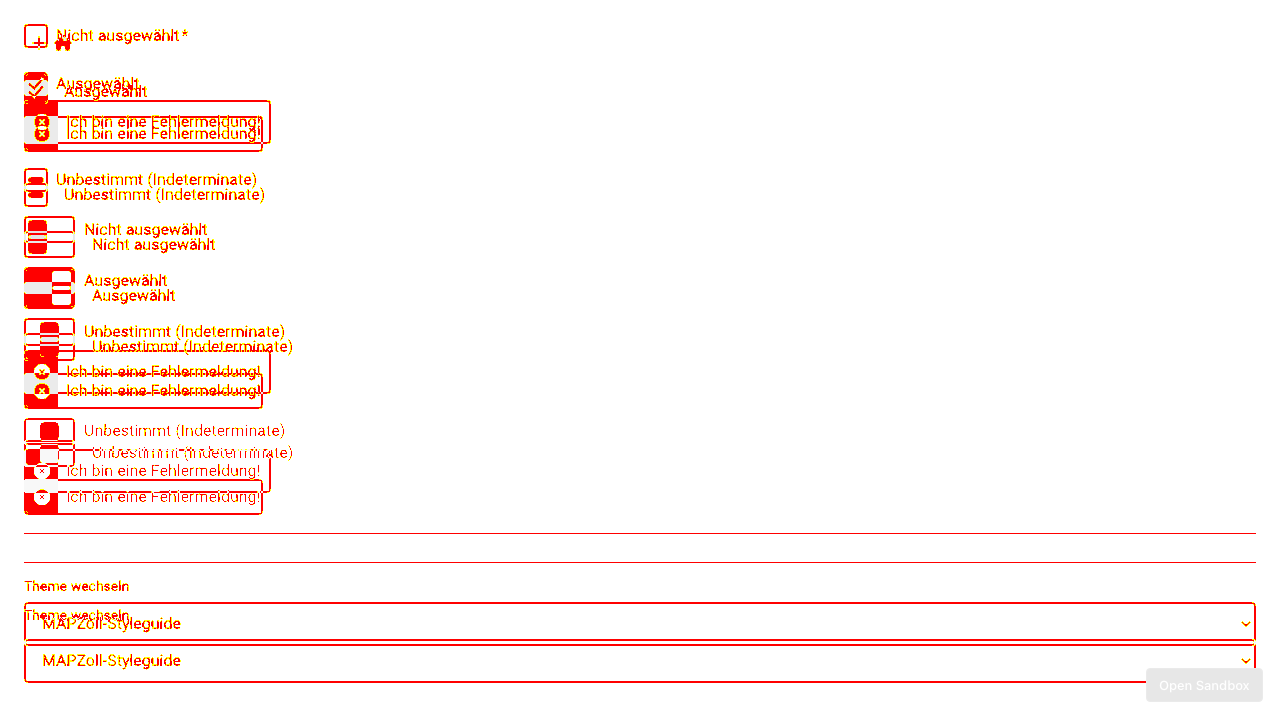 Nicht ausgewählt*
Ausgewählt
Ausgewählt
Ich bin eine Fehlermeldung!
Ich bin eine Fehlermeldung!
Unbestimmt (Indeterminate)
Unbestimmt (Indeterminate)
Nicht ausgewählt
Nicht ausgewählt
Ausgewählt
Ausgewählt
Unbestimmt (Indeterminate)
Unbestimmt (Indeterminate)
Ich bin eine Fehlermeldung!
Ich bin eine Fehlermeldung!
Unbestimmt (Indeterminate)
Unbestimmt (Indeterminate)
Ich bin eine Fehlermeldung!
Ich bin eine Fehlermeldung!
Theme wechseln
Theme wechseln
MAPZoll-Styleguide
MAPZoll-Styleguide
Open Sandbox